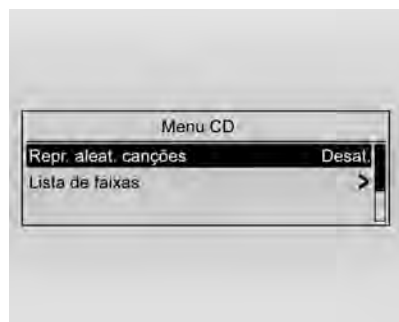 Menu CD
Repr. aleat. canções Desat.
Lista de faixas >